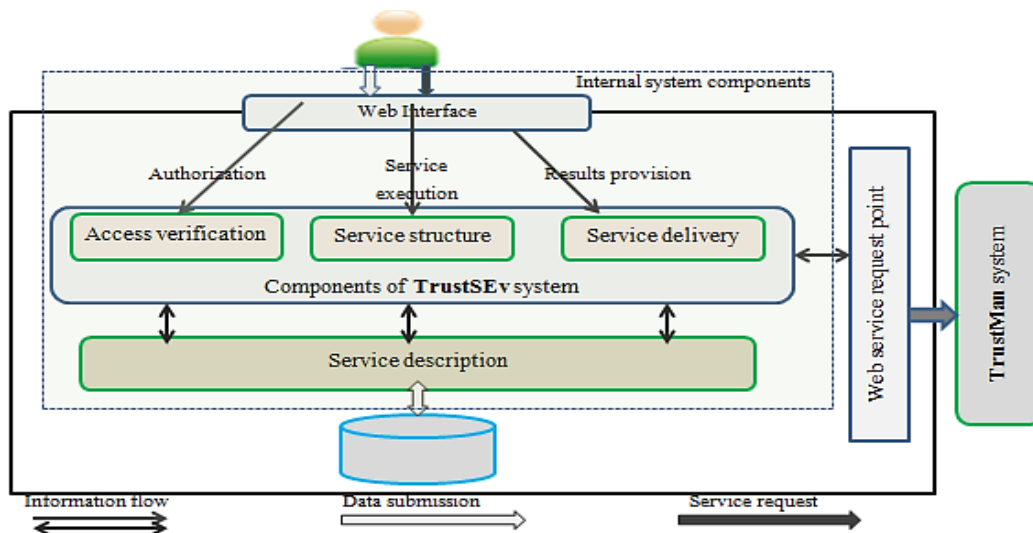 Internal system components
Web Interface
Authorization
Service
execution
Results provision
Access verification
Service structure
Service delivery
Components of TrustSEv system
Service description
Web service request point
TrustMan system
Information flow
Data submission
Service request